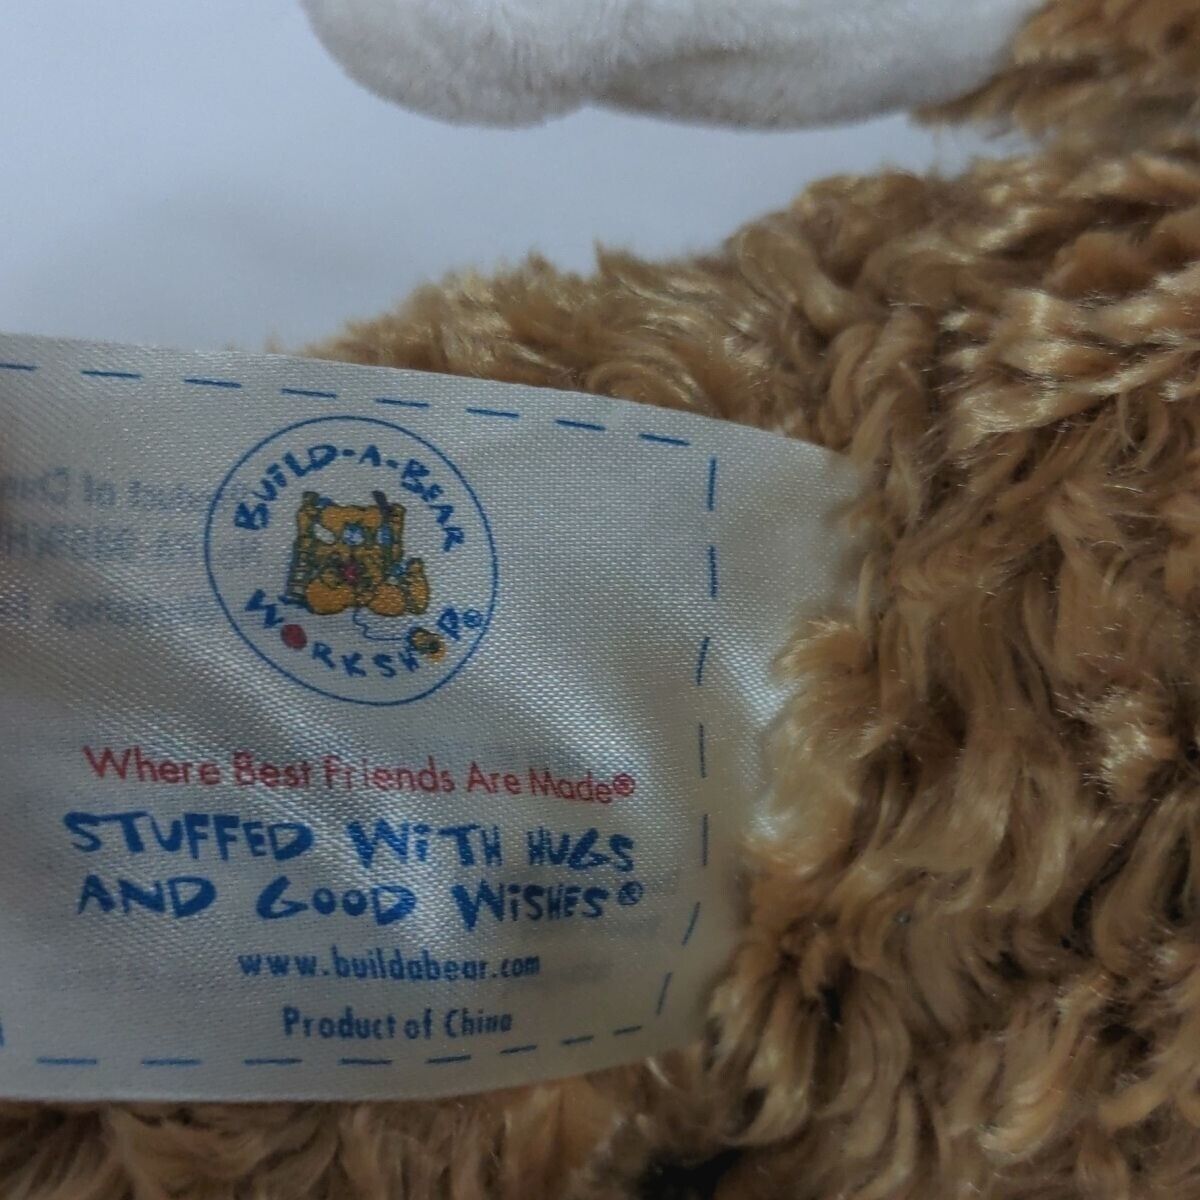 BUiLD-A-BEAR
WORKSHOP®
Where Best Friends Are Made®
STUFFED WiTH HUGS
AND GOOD WiSHES®
www.buildabear.com
Product of China